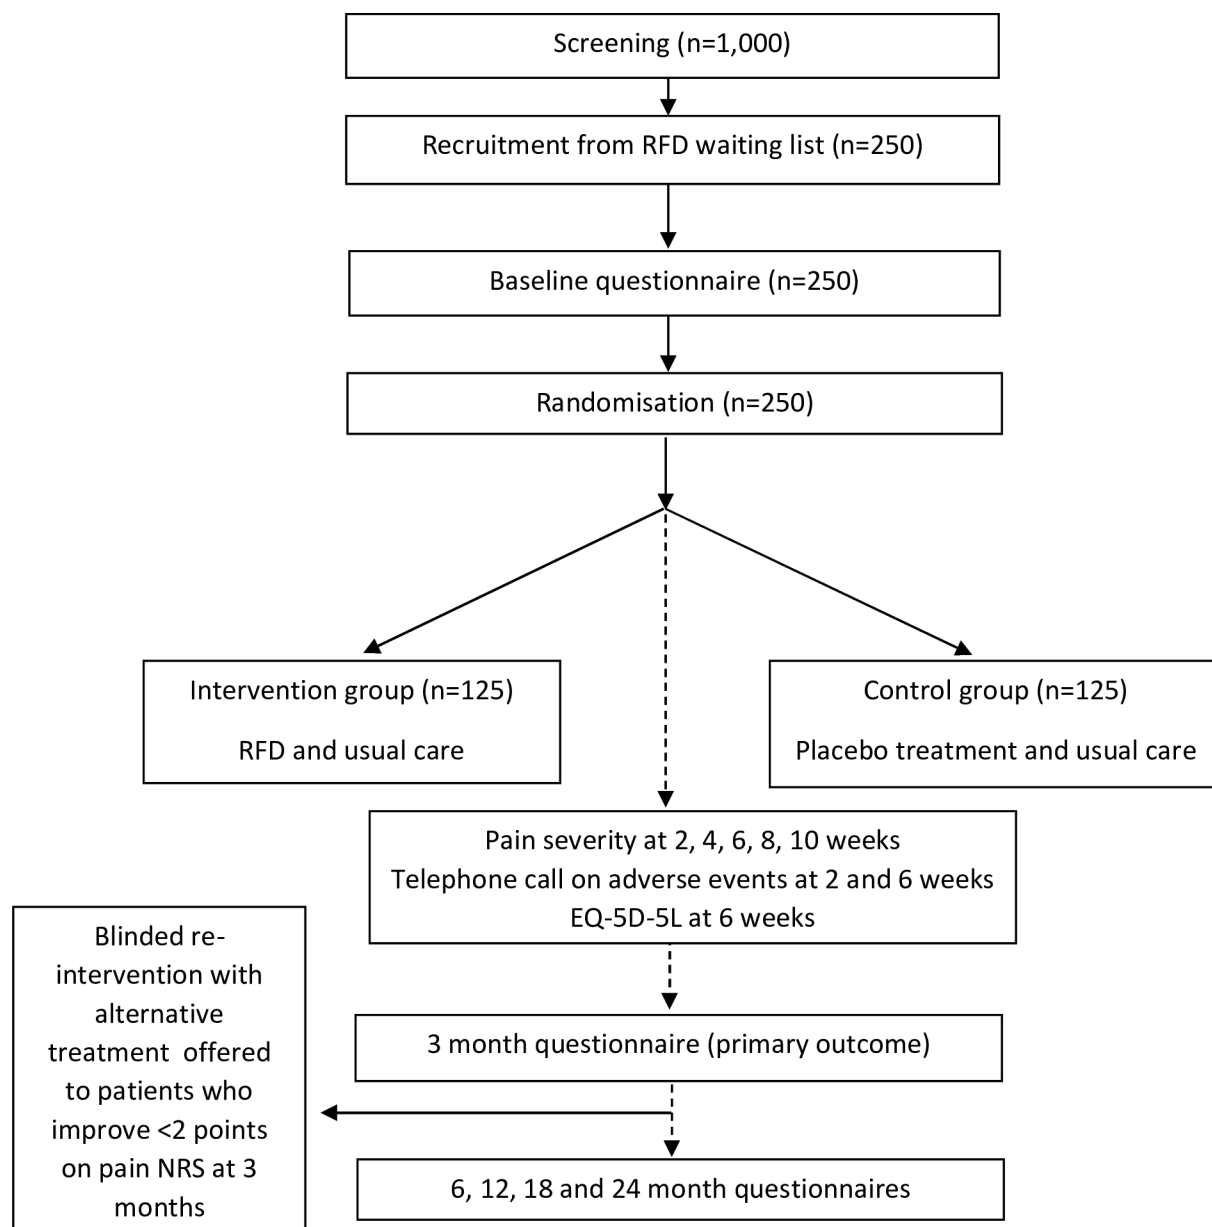 Screening (n=1,000)
Recruitment from RFD waiting list (n=250)
Baseline questionnaire (n=250)
Randomisation (n=250)
Intervention group (n=125)
RFD and usual care
Control group (n=125)
Placebo treatment and usual care
Pain severity at 2, 4, 6, 8, 10 weeks
Telephone call on adverse events at 2 and 6 weeks
EQ-5D-5L at 6 weeks
3 month questionnaire (primary outcome)
Blinded re-
intervention with
alternative
treatment  offered
to patients who
improve <2 points
on pain NRS at 3
months
6, 12, 18 and 24 month questionnaires